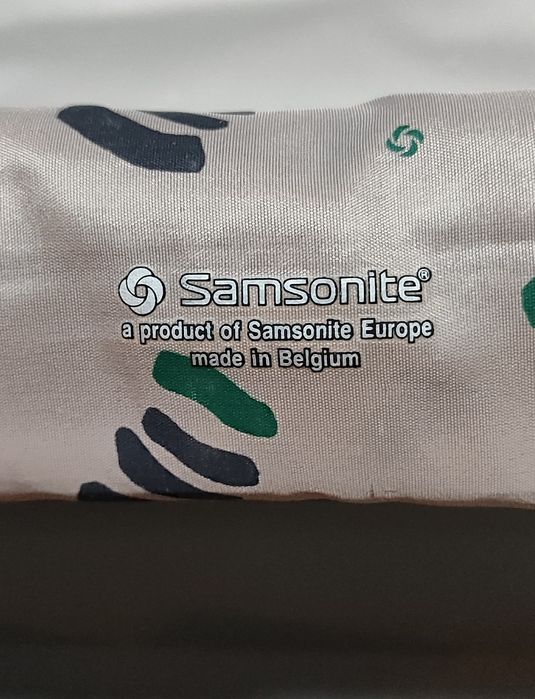 Samsonite®
a product of Samsonite Europe
made in Belgium